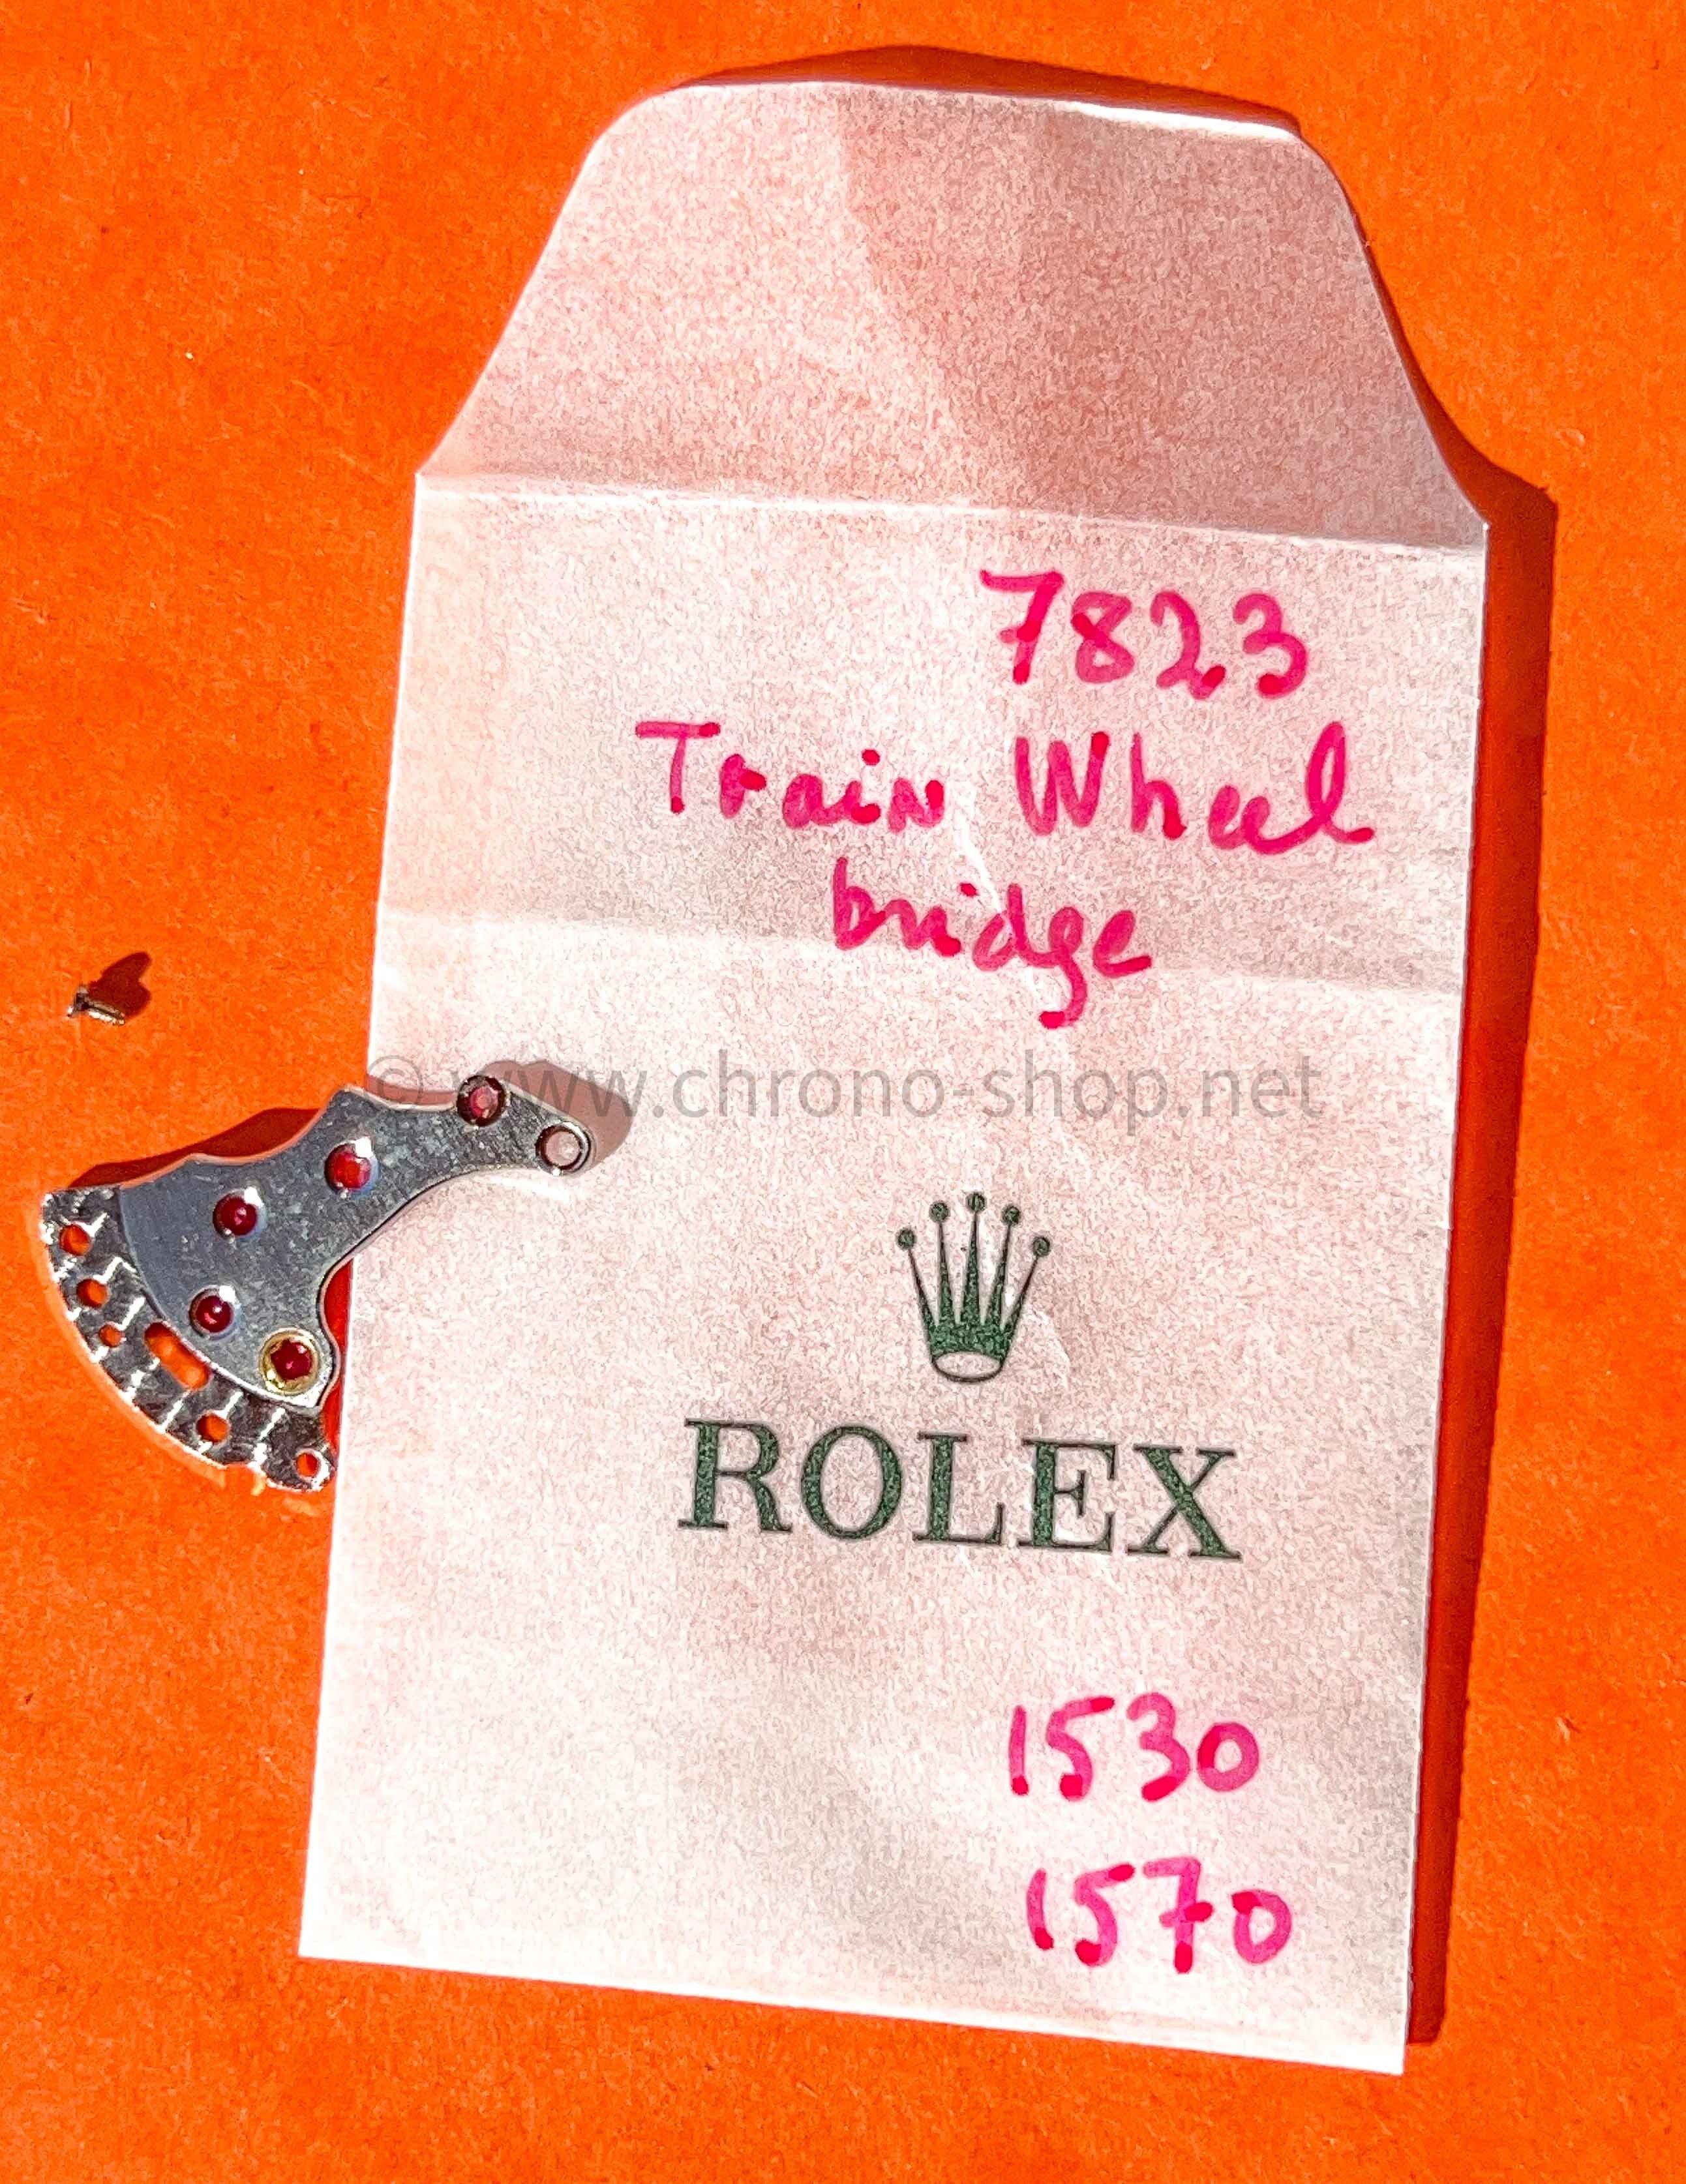 7823
Train Wheel
bridge
© www.chrono-shop.net
ROLEX
1530
1570